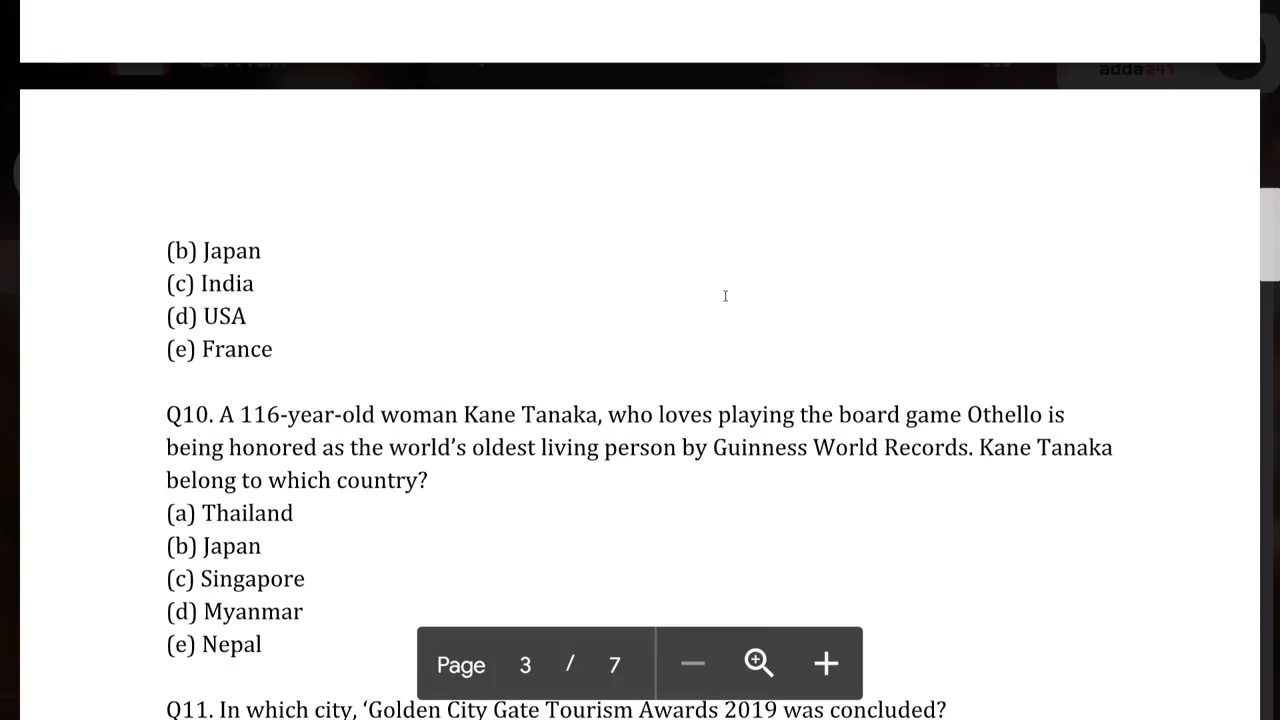 adda247
(b) Japan
(c) India
(d) USA
(e) France
Q10. A 116-year-old woman Kane Tanaka, who loves playing the board game Othello is
being honored as the world’s oldest living person by Guinness World Records. Kane Tanaka
belong to which country?
(a) Thailand
(b) Japan
(c) Singapore
(d) Myanmar
(e) Nepal
Page 3 / 7
Q11. In which city, ‘Golden City Gate Tourism Awards 2019 was concluded?